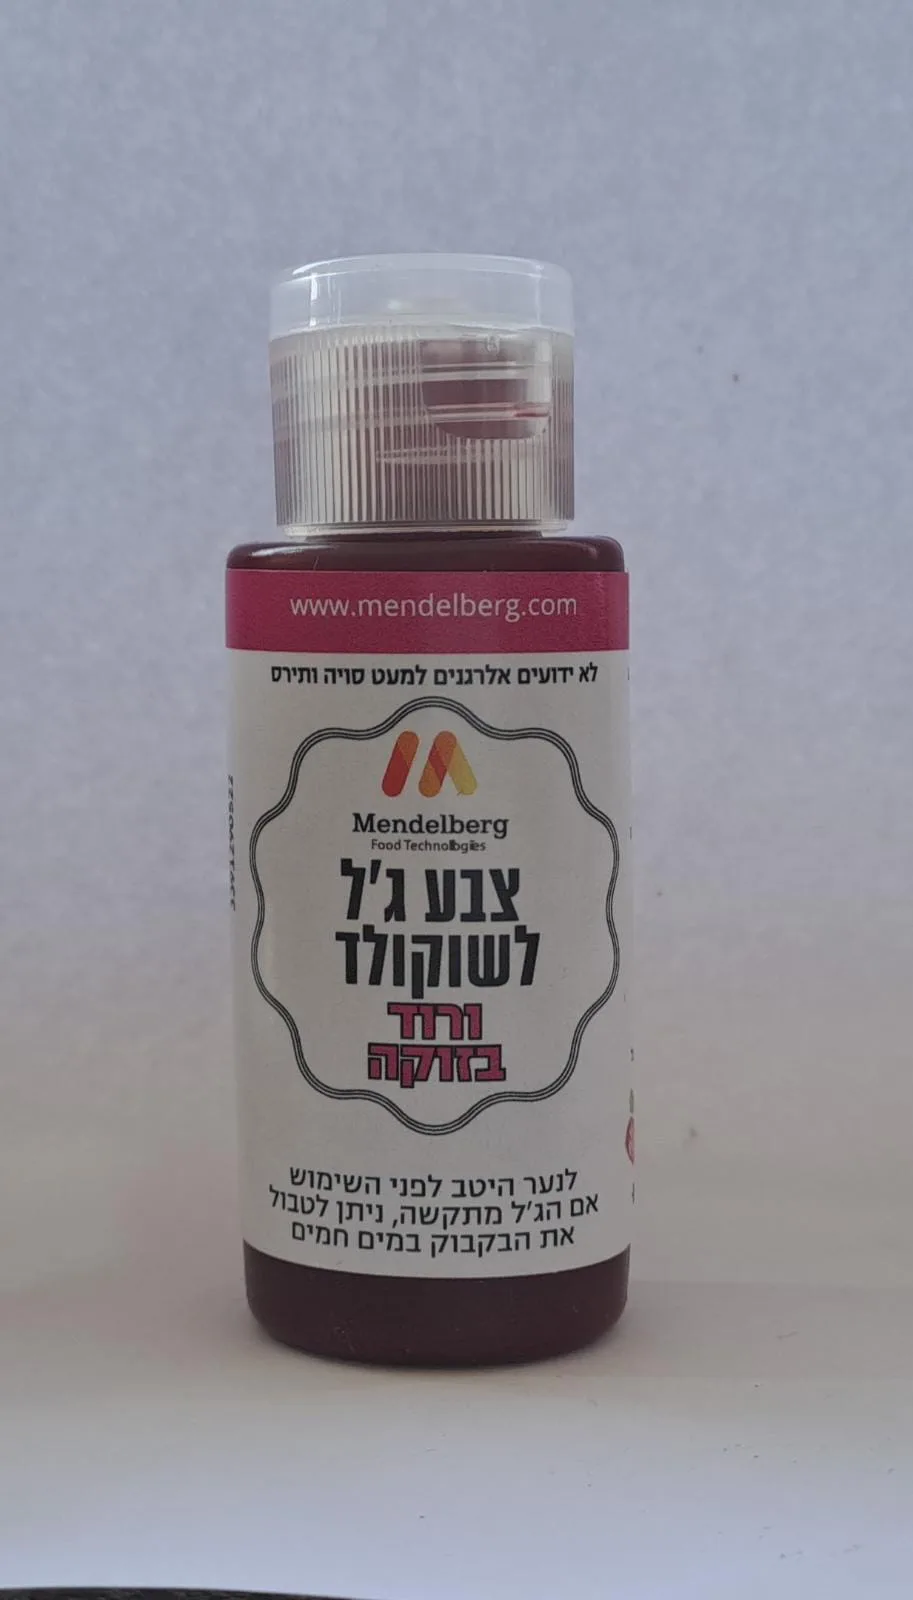 www.mendelberg.com
לא ידועים אלרגנים למעט סויה ותירס
Mendelberg
Food Technologies
צבע ג'ל
לשוקולד
ורוד
בזוקה
לנער היטב לפני השימוש
אם הג'ל מתקשה, ניתן לטבול
את הבקבוק במים חמים